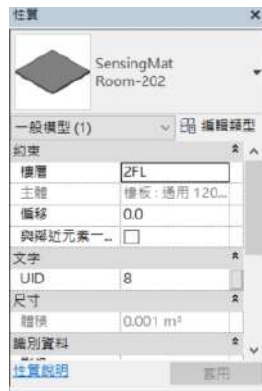 性質
SensingMat
Room-202
一般模型 (1)
編輯類型
約束
樓層 2FL
主體 樓板 : 通用 120...
偏移 0.0
與鄰近元素一...
文字
UID 8
尺寸
體積 0.001 m³
識別資料
性質說明
套用